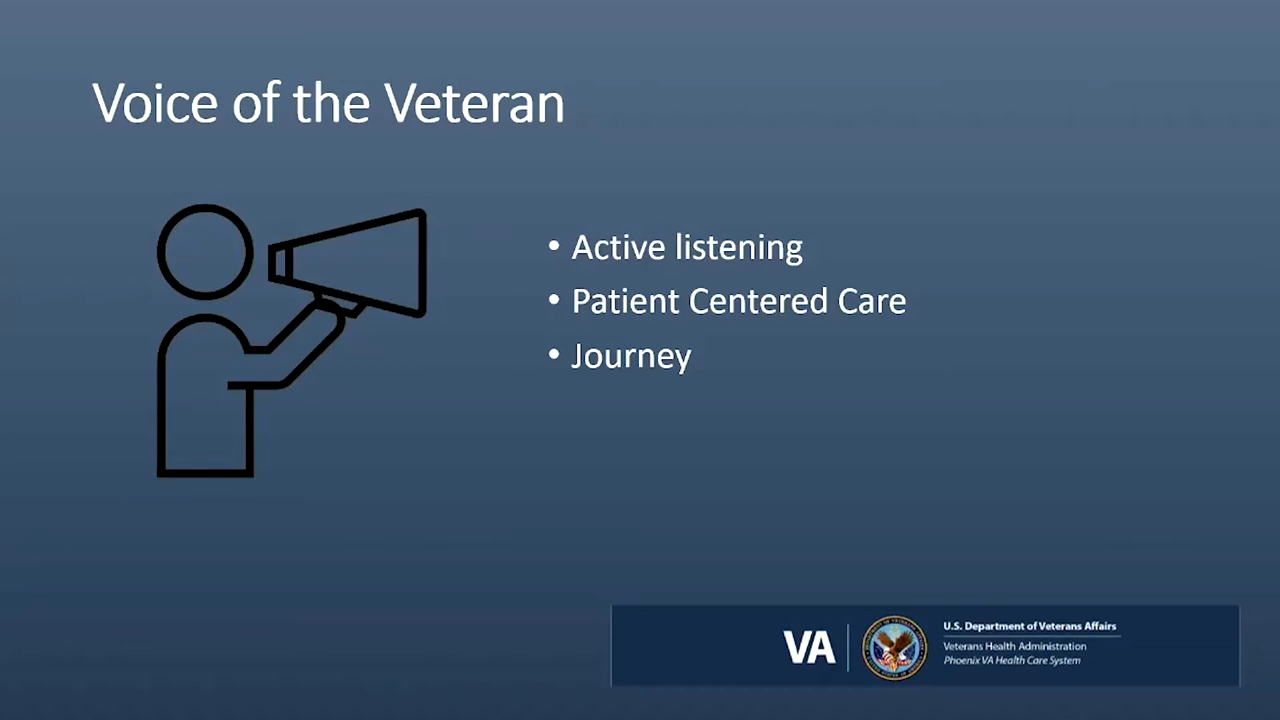 Voice of the Veteran
• Active listening
• Patient Centered Care
• Journey
VA
U.S. Department of Veterans Affairs
Veterans Health Administration
Phoenix VA Health Care System